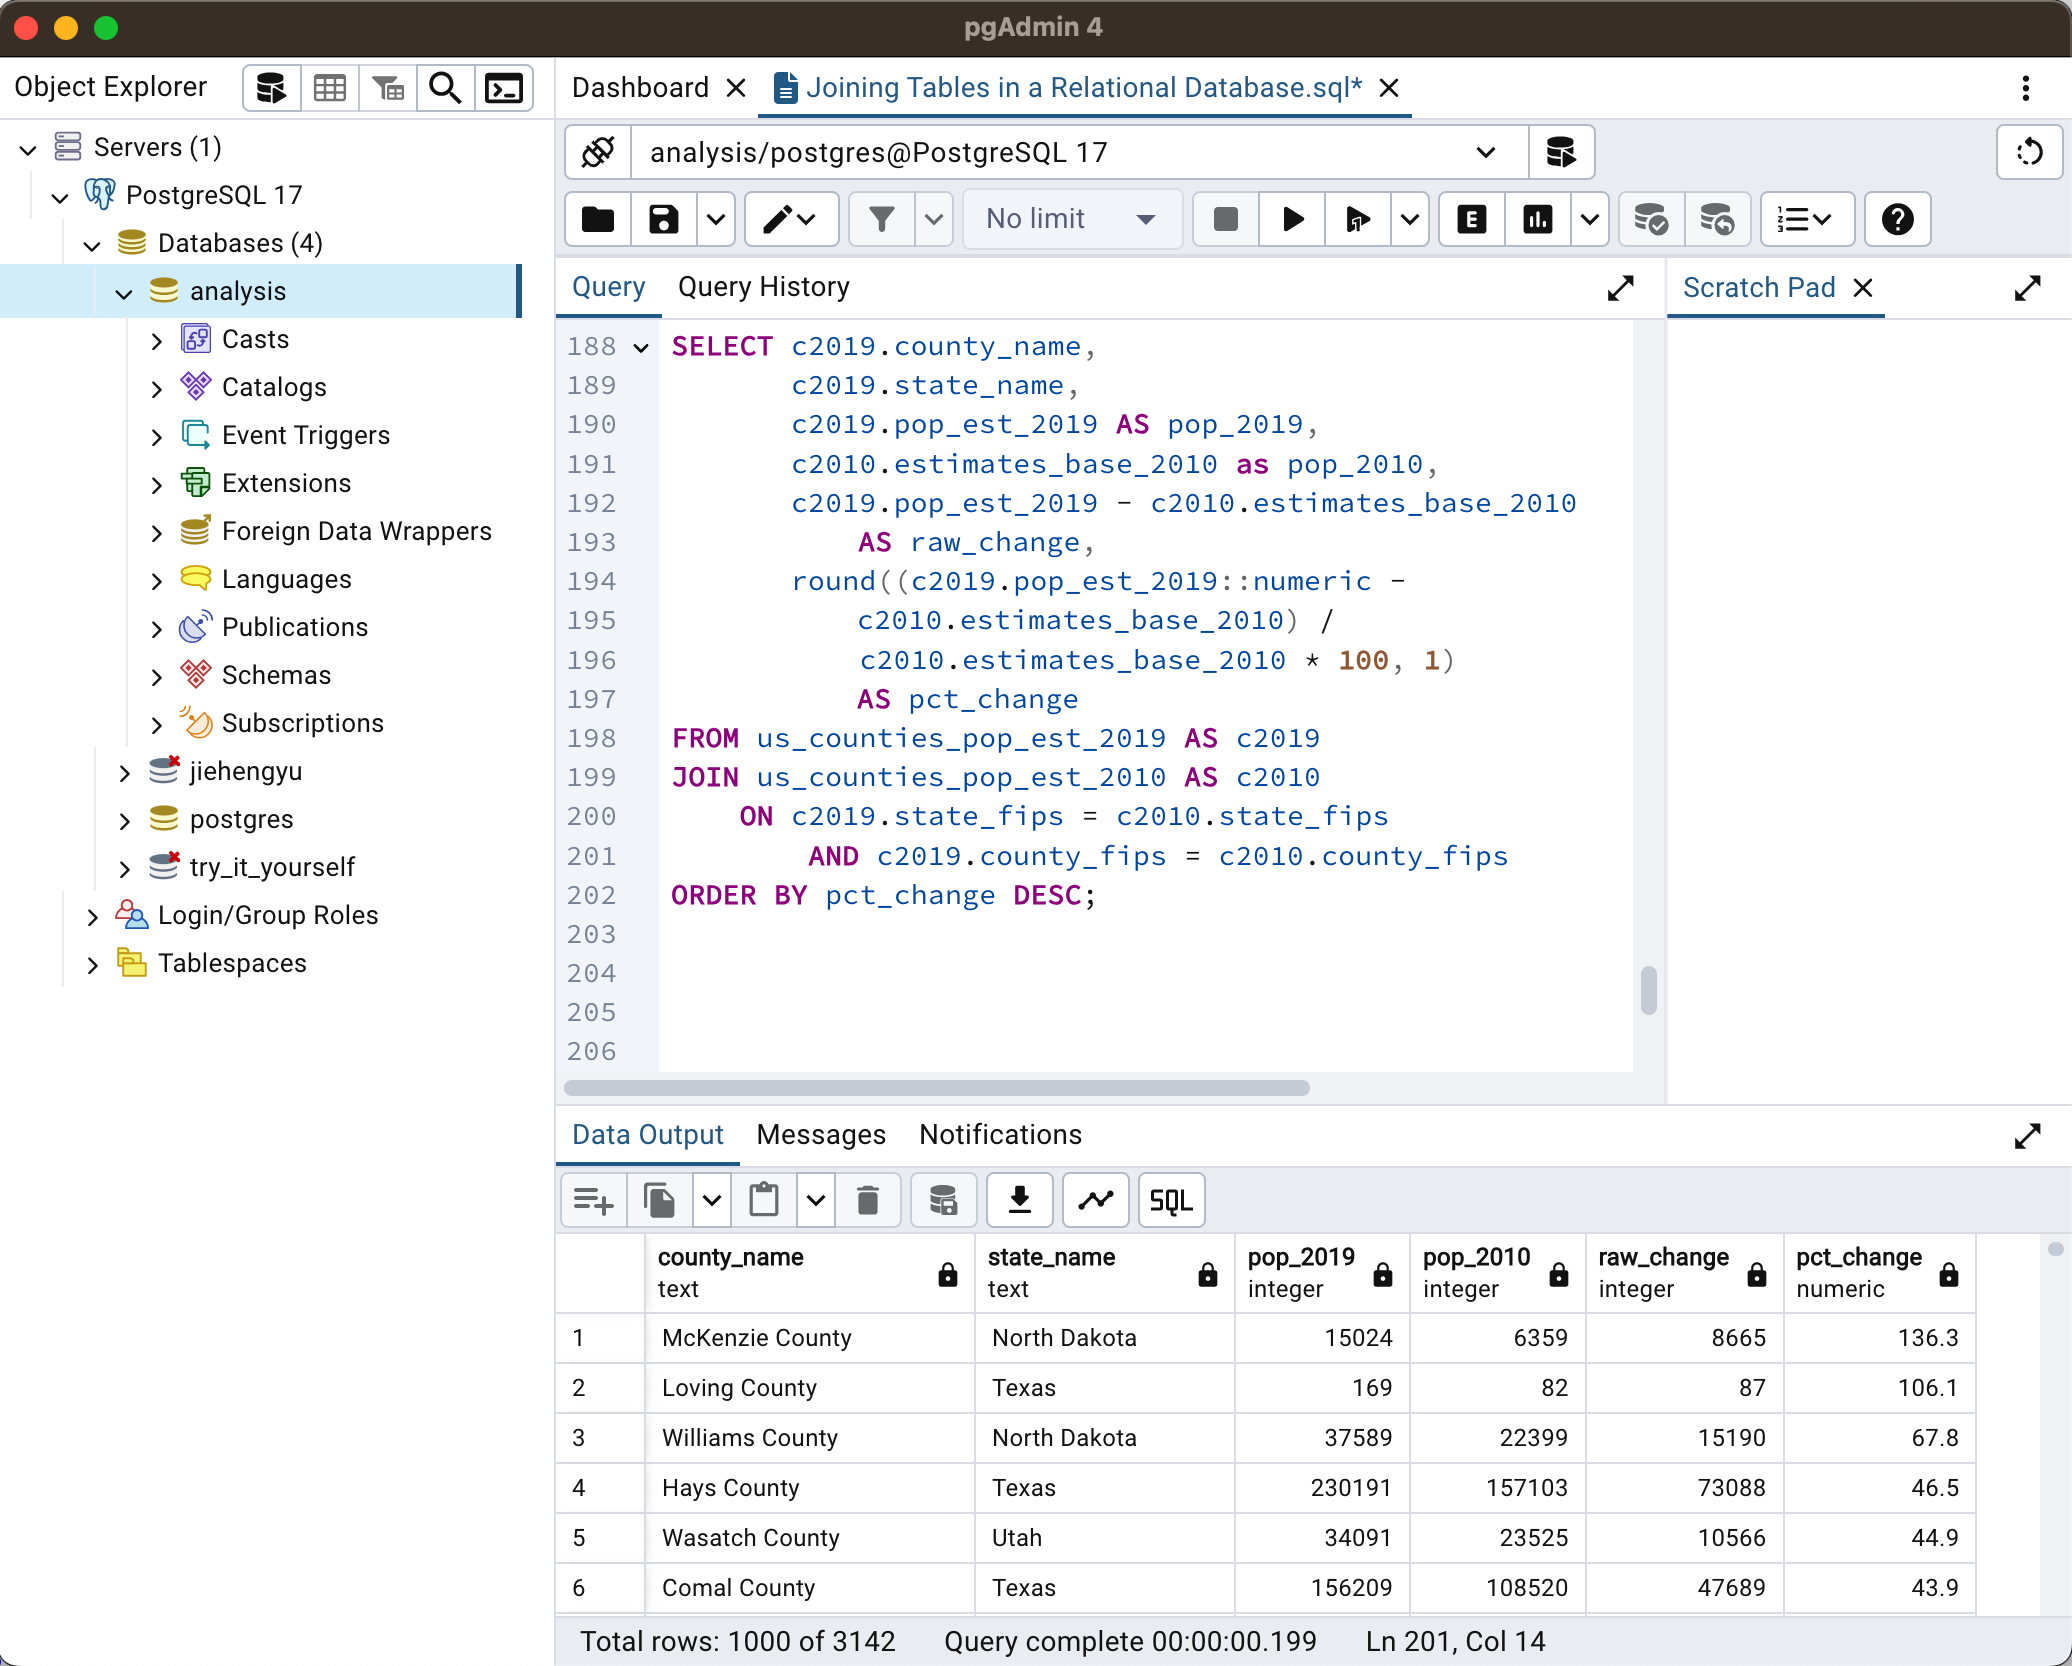 pgAdmin 4
Object Explorer
Servers (1)
PostgreSQL 17
Databases (4)
analysis
Casts
Catalogs
Event Triggers
Extensions
Foreign Data Wrappers
Languages
Publications
Schemas
Subscriptions
jiehengyu
postgres
try_it_yourself
Login/Group Roles
Tablespaces
Dashboard Joining Tables in a Relational Database.sql*
analysis/postgres@PostgreSQL 17
No limit E
Query Query History
188 SELECT c2019.county_name,
189 c2019.state_name,
190 c2019.pop_est_2019 AS pop_2019,
191 c2010.estimates_base_2010 as pop_2010,
192 c2019.pop_est_2019 - c2010.estimates_base_2010
193 AS raw_change,
194 round((c2019.pop_est_2019::numeric -
195 c2010.estimates_base_2010) /
196 c2010.estimates_base_2010 * 100, 1)
197 AS pct_change
198 FROM us_counties_pop_est_2019 AS c2019
199 JOIN us_counties_pop_est_2010 AS c2010
200 ON c2019.state_fips = c2010.state_fips
201 AND c2019.county_fips = c2010.county_fips
202 ORDER BY pct_change DESC;
203
204
205
206
Scratch Pad
Data Output Messages Notifications
SQL
county_name state_name pop_2019 pop_2010 raw_change pct_change
text text integer integer integer numeric
1 McKenzie County North Dakota 15024 6359 8665 136.3
2 Loving County Texas 169 82 87 106.1
3 Williams County North Dakota 37589 22399 15190 67.8
4 Hays County Texas 230191 157103 73088 46.5
5 Wasatch County Utah 34091 23525 10566 44.9
6 Comal County Texas 156209 108520 47689 43.9
Total rows: 1000 of 3142 Query complete 00:00:00.199 Ln 201, Col 14